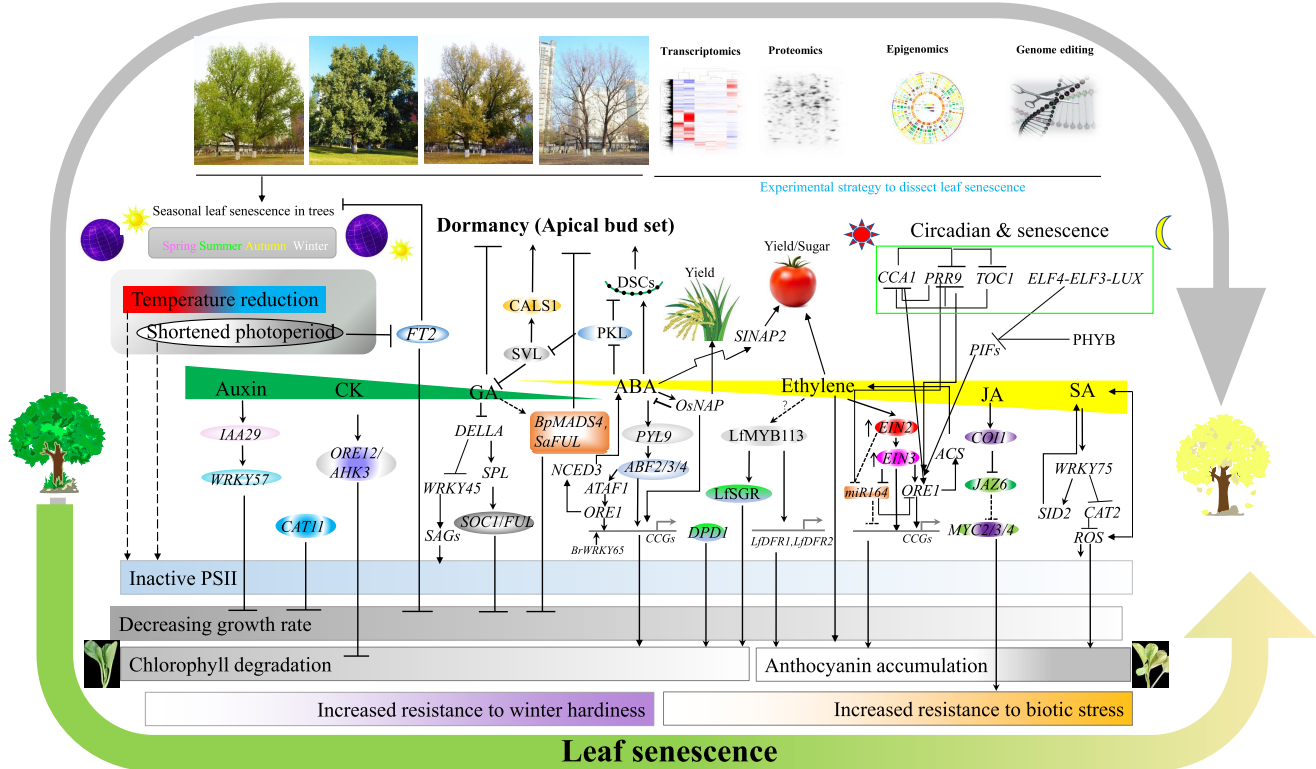 Transcriptomics
Proteomics
Epigenomics
Genome editing
Experimental strategy to dissect leaf senescence
Seasonal leaf senescence in trees
Spring Summer Autumn Winter
Temperature reduction
Shortened photoperiod
FT2
Dormancy (Apical bud set)
CALS1
SVL
PKL
DSCs
Yield
Yield/Sugar
SINAP2
Circadian & senescence
CCA1
PRR9
TOC1
ELF4-ELF3-LUX
PIFs
PHYB
Auxin
CK
GA
ABA
Ethylene
JA
SA
IAA29
WRKY57
ORE12/
AHK3
CAT11
DELLA
WRKY45
SPL
SAGs
SOC1/FUL
BpMADS4,
SaFUL
NCED3
OsNAP
PYL9
ABF2/3/4
ATAF1
ORE1
BrWRKY65
CCGs
DPD1
?
LfMYB113
LfSGR
LfDFR1,LfDFR2
EIN2
EIN3
miR164
ORE1
ACS
CCGs
COI1
JAZ6
MYC2/3/4
WRKY75
SID2
CAT2
ROS
Inactive PSII
Decreasing growth rate
Chlorophyll degradation
Anthocyanin accumulation
Increased resistance to winter hardiness
Increased resistance to biotic stress
Leaf senescence